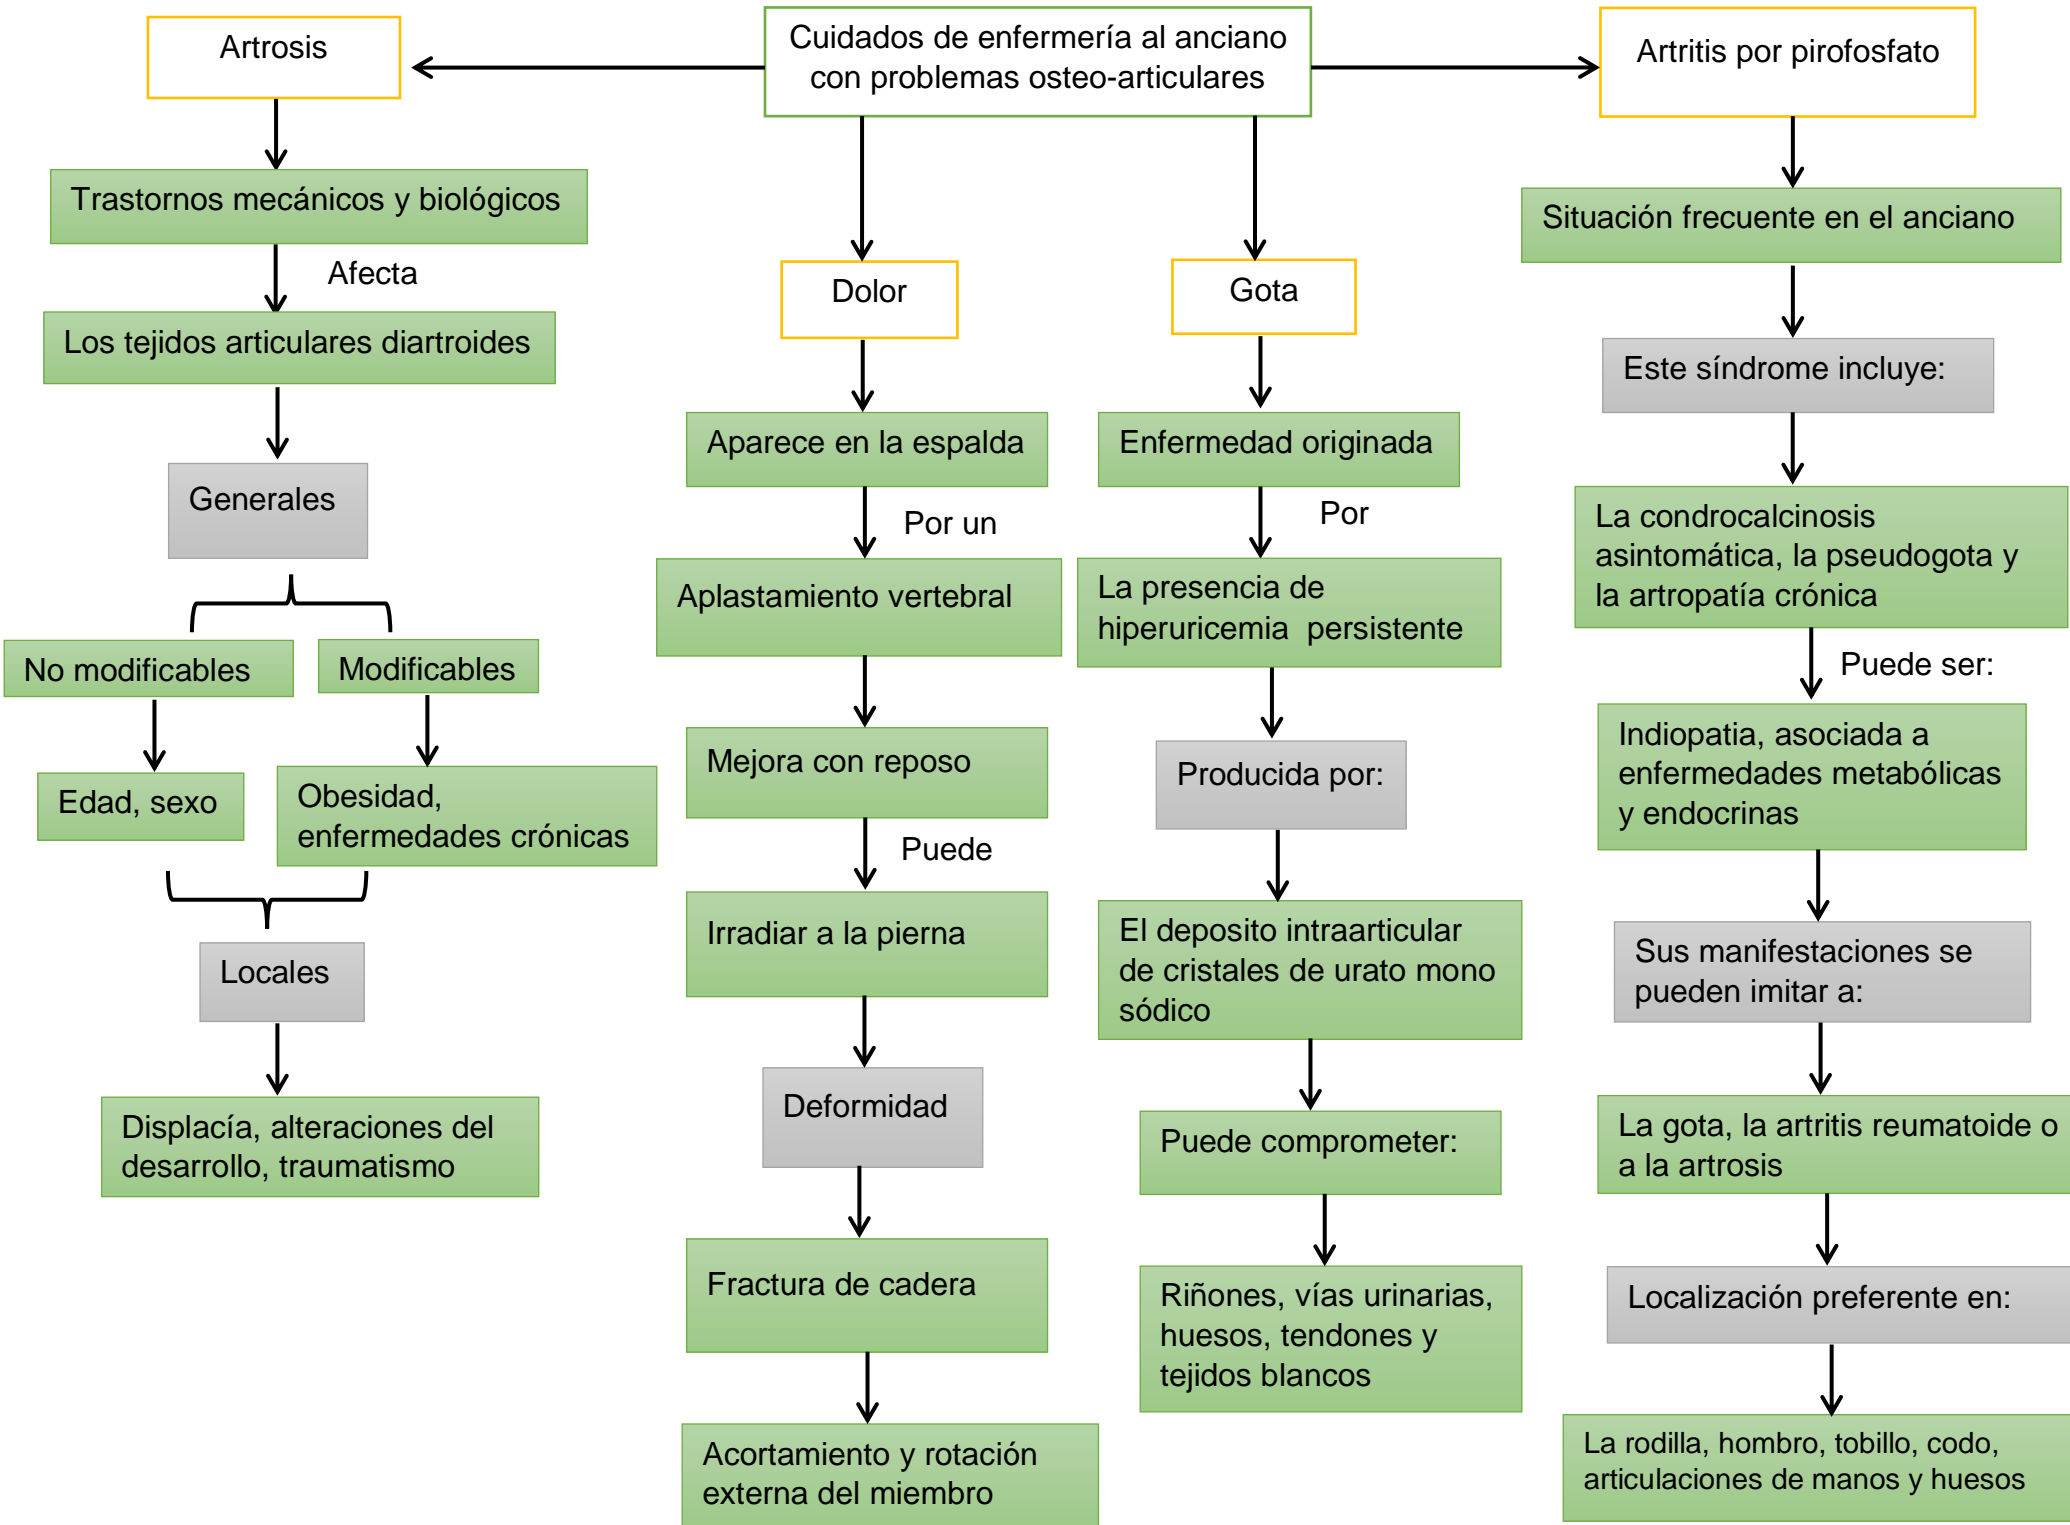 Cuidados de enfermería al anciano
con problemas osteo-articulares
Artrosis
Trastornos mecánicos y biológicos
Afecta
Los tejidos articulares diartroides
Generales
No modificables
Modificables
Edad, sexo
Obesidad,
enfermedades crónicas
Locales
Displacía, alteraciones del
desarrollo, traumatismo
Dolor
Aparece en la espalda
Por un
Aplastamiento vertebral
Mejora con reposo
Puede
Irradiar a la pierna
Deformidad
Fractura de cadera
Acortamiento y rotación
externa del miembro
Gota
Enfermedad originada
Por
La presencia de
hiperuricemia  persistente
Producida por:
El deposito intraarticular
de cristales de urato mono
sódico
Puede comprometer:
Riñones, vías urinarias,
huesos, tendones y
tejidos blancos
Artritis por pirofosfato
Situación frecuente en el anciano
Este síndrome incluye:
La condrocalcinosis
asintomática, la pseudogota y
la artropatía crónica
Puede ser:
Indiopatia, asociada a
enfermedades metabólicas
y endocrinas
Sus manifestaciones se
pueden imitar a:
La gota, la artritis reumatoide o
a la artrosis
Localización preferente en:
La rodilla, hombro, tobillo, codo,
articulaciones de manos y huesos